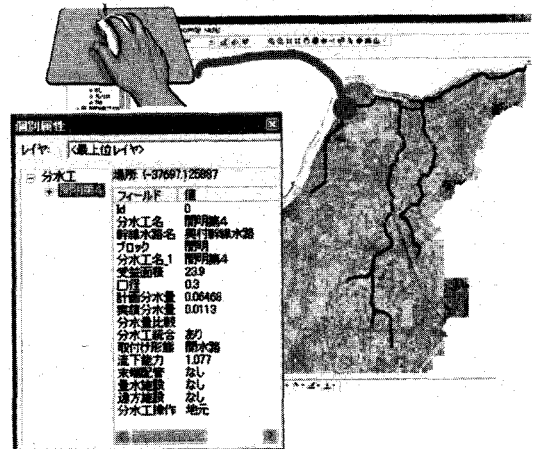 個別属性
レイヤ: <最上位レイヤ>
分水工
場所: (-37697,125887
フィールド 値
Id 0
分水工名 開明第4
幹線水路名 奥付幹線水路
ブロック 開明
分水工名_1 開明第4
受益面積 23.9
口径 0.3
計画分水量 0.06468
実績分水量 0.0113
分水量比較
分水工統合 あり
取付け形態 開水路
流下能力 1.077
末端配管 なし
量水施設 なし
遠方施設 なし
分水工操作 地元